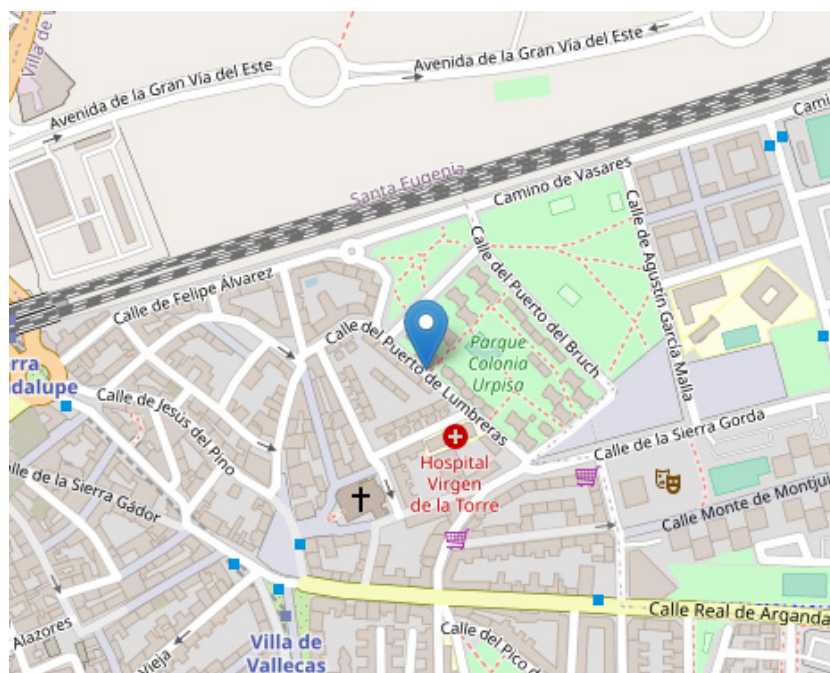 Villa de V
Avenida de la Gran Vía del Este
Avenida de la Gran Vía del Este
Cami
Santa Eugenia
Camino de Vasares
Calle de Felipe Álvarez
Calle del Puerto del Bruch
Calle de Agustín García Malla
Calle del Puerto de Lumbreras
Parque
Colonia
Urpisa
erra
dalupe
Calle de Jesús del Pino
Calle de la Sierra Gorda
Hospital
Virgen
de la Torre
alle de la Sierra Gádor
Calle Monte de Montjui
Calle Real de Arganda
Alazores
Vieja
Villa de
Vallecas
Calle del Pico d